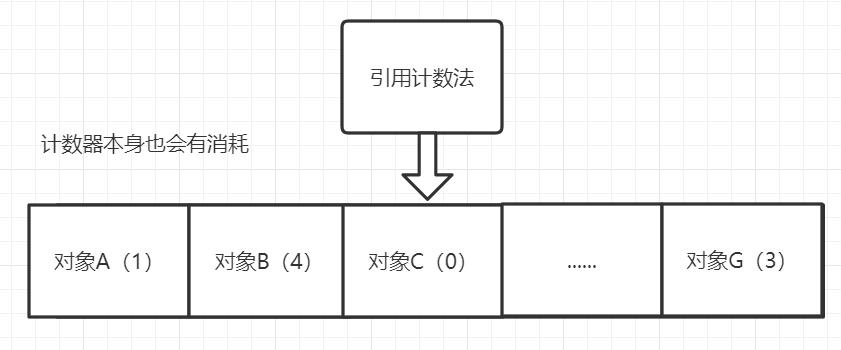 引用计数法
计数器本身也会有消耗
对象A（1）
对象B（4）
对象C（0）
......
对象G（3）